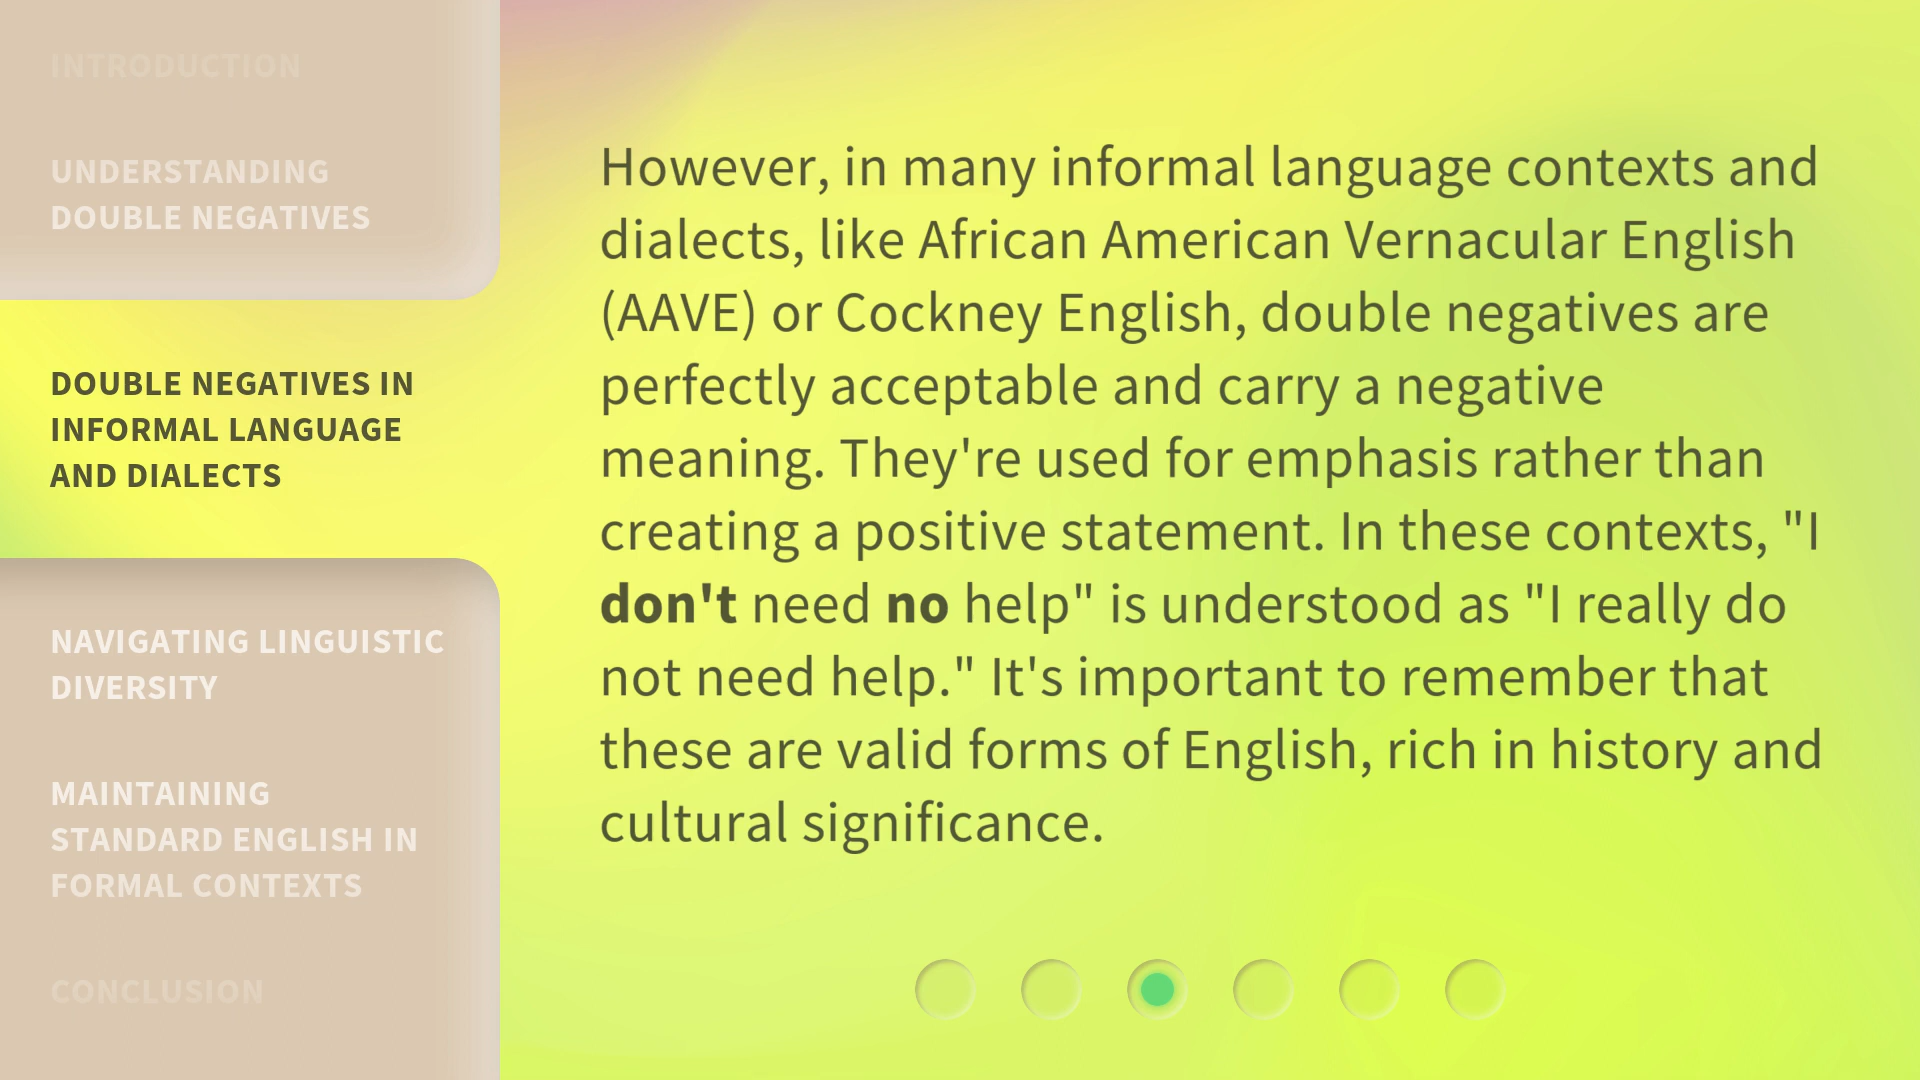 INTRODUCTION
UNDERSTANDING
DOUBLE NEGATIVES
DOUBLE NEGATIVES IN
INFORMAL LANGUAGE
AND DIALECTS
NAVIGATING LINGUISTIC
DIVERSITY
MAINTAINING
STANDARD ENGLISH IN
FORMAL CONTEXTS
CONCLUSION
However, in many informal language contexts and
dialects, like African American Vernacular English
(AAVE) or Cockney English, double negatives are
perfectly acceptable and carry a negative
meaning. They're used for emphasis rather than
creating a positive statement. In these contexts, "I
don't need no help" is understood as "I really do
not need help." It's important to remember that
these are valid forms of English, rich in history and
cultural significance.